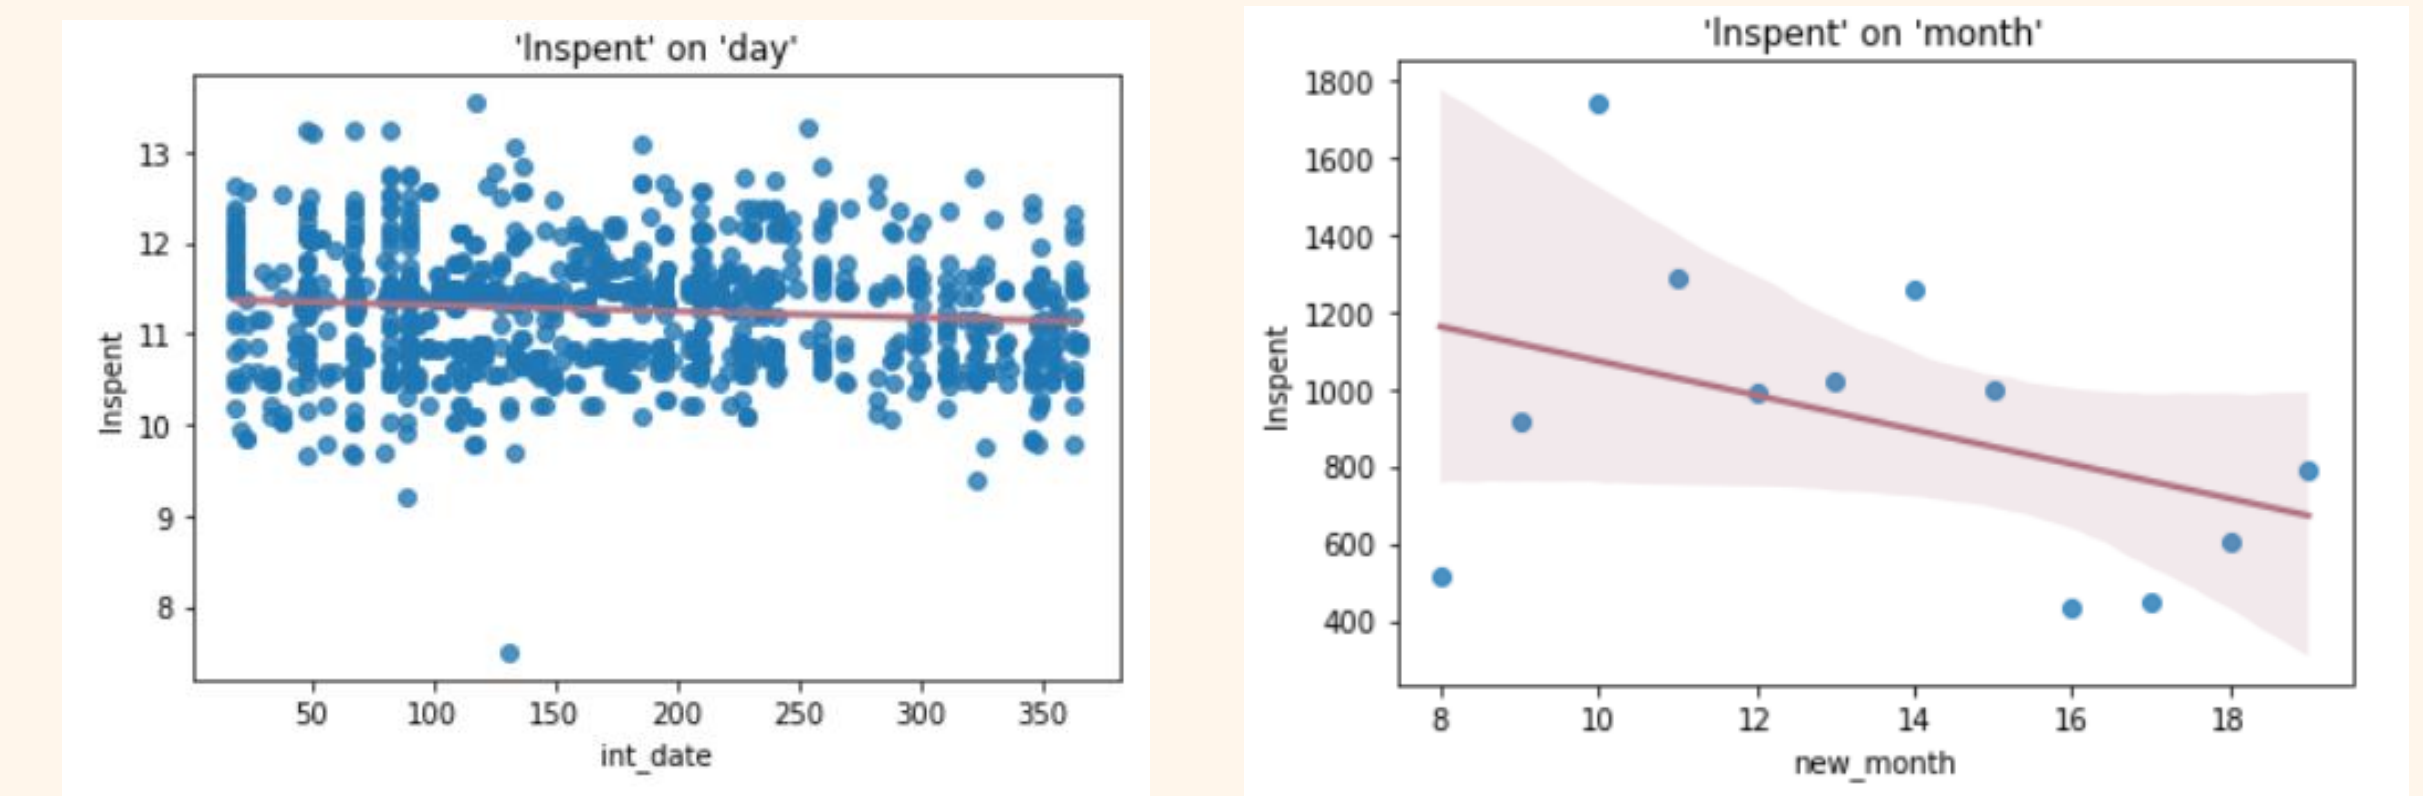 'lnspent' on 'day'
13
12
11
10
9
8
lnspent
50 100 150 200 250 300 350
int_date
'lnspent' on 'month'
1800
1600
1400
1200
1000
800
600
400
lnspent
8 10 12 14 16 18
new_month